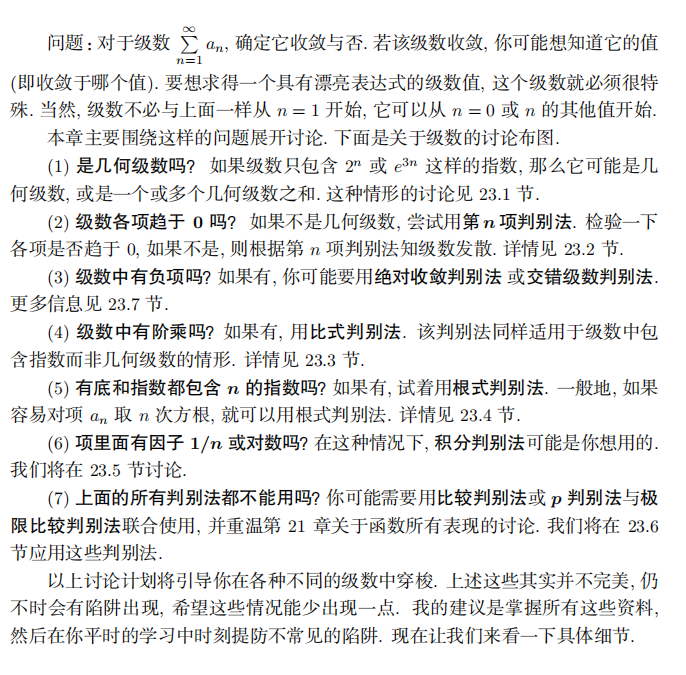 问题：对于级数 $\sum_{n=1}^{\infty} a_n$, 确定它收敛与否. 若该级数收敛, 你可能想知道它的值
(即收敛于哪个值). 要想求得一个具有漂亮表达式的级数值, 这个级数就必须很特
殊. 当然, 级数不必与上面一样从 $n = 1$ 开始, 它可以从 $n = 0$ 或 $n$ 的其他值开始.
本章主要围绕这样的问题展开讨论. 下面是关于级数的讨论布图.
(1) 是几何级数吗? 如果级数只包含 $2^n$ 或 $e^{3n}$ 这样的指数, 那么它可能是几
何级数, 或是一个或多个几何级数之和. 这种情形的讨论见 23.1 节.
(2) 级数各项趋于 0 吗? 如果不是几何级数, 尝试用第 n 项判别法. 检验一下
各项是否趋于 0, 如果不是, 则根据第 $n$ 项判别法知级数发散. 详情见 23.2 节.
(3) 级数中有负项吗? 如果有, 你可能要用绝对收敛判别法 或交错级数判别法.
更多信息见 23.7 节.
(4) 级数中有阶乘吗? 如果有, 用比式判别法. 该判别法同样适用于级数中包
含指数而非几何级数的情形. 详情见 23.3 节.
(5) 有底和指数都包含 n 的指数吗? 如果有, 试着用根式判别法. 一般地, 如果
容易对项 $a_n$ 取 $n$ 次方根, 就可以用根式判别法. 详情见 23.4 节.
(6) 项里面有因子 1/n 或对数吗? 在这种情况下, 积分判别法可能是你想用的.
我们将在 23.5 节讨论.
(7) 上面的所有判别法都不能用吗? 你可能需要用比较判别法或 p 判别法与极
限比较判别法联合使用, 并重温第 21 章关于函数所有表现的讨论. 我们将在 23.6
节应用这些判别法.
以上讨论计划将引导你在各种不同的级数中穿梭. 上述这些其实并不完美, 仍
不时会有陷阱出现, 希望这些情况能少出现一点. 我的建议是掌握所有这些资料,
然后在你平时的学习中时刻提防不常见的陷阱. 现在让我们来看一下具体细节.